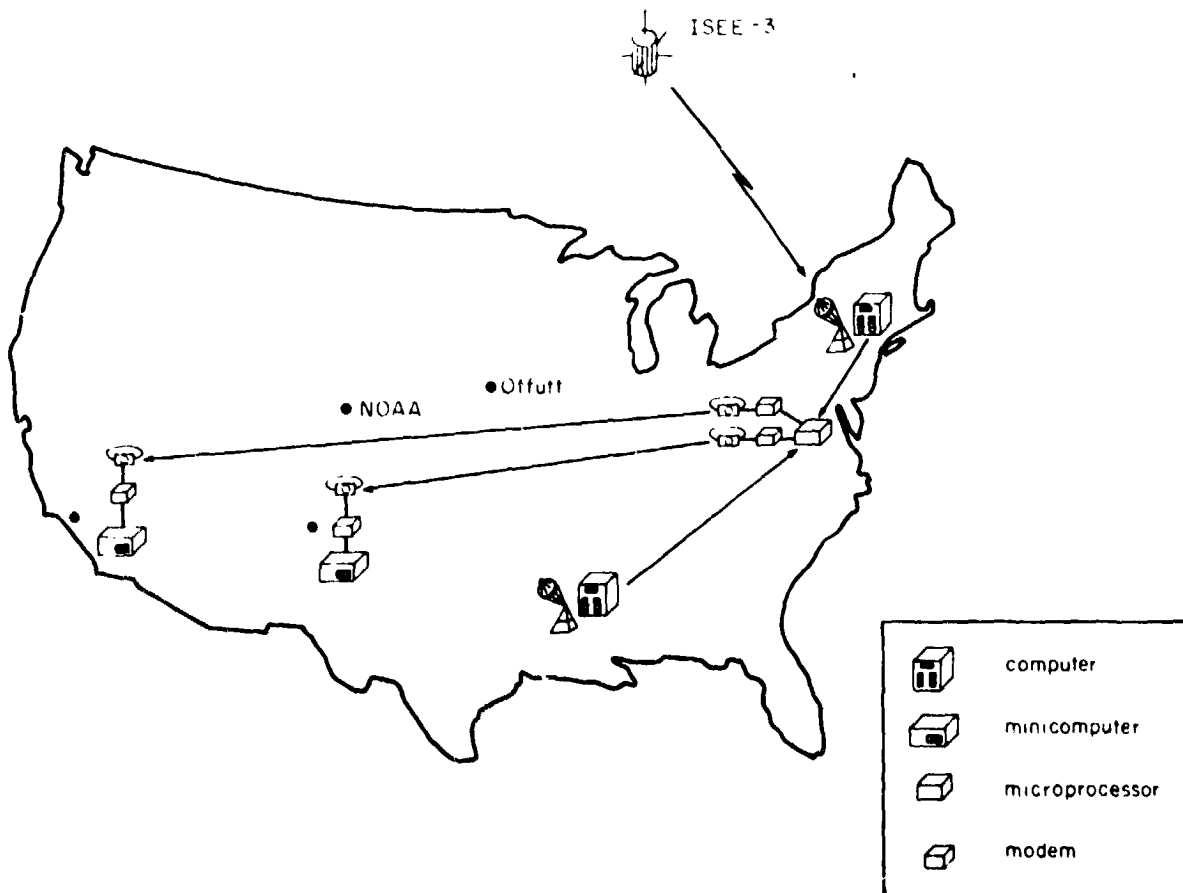 ISEE-3
Offutt
NOAA
computer
minicomputer
microprocessor
modem